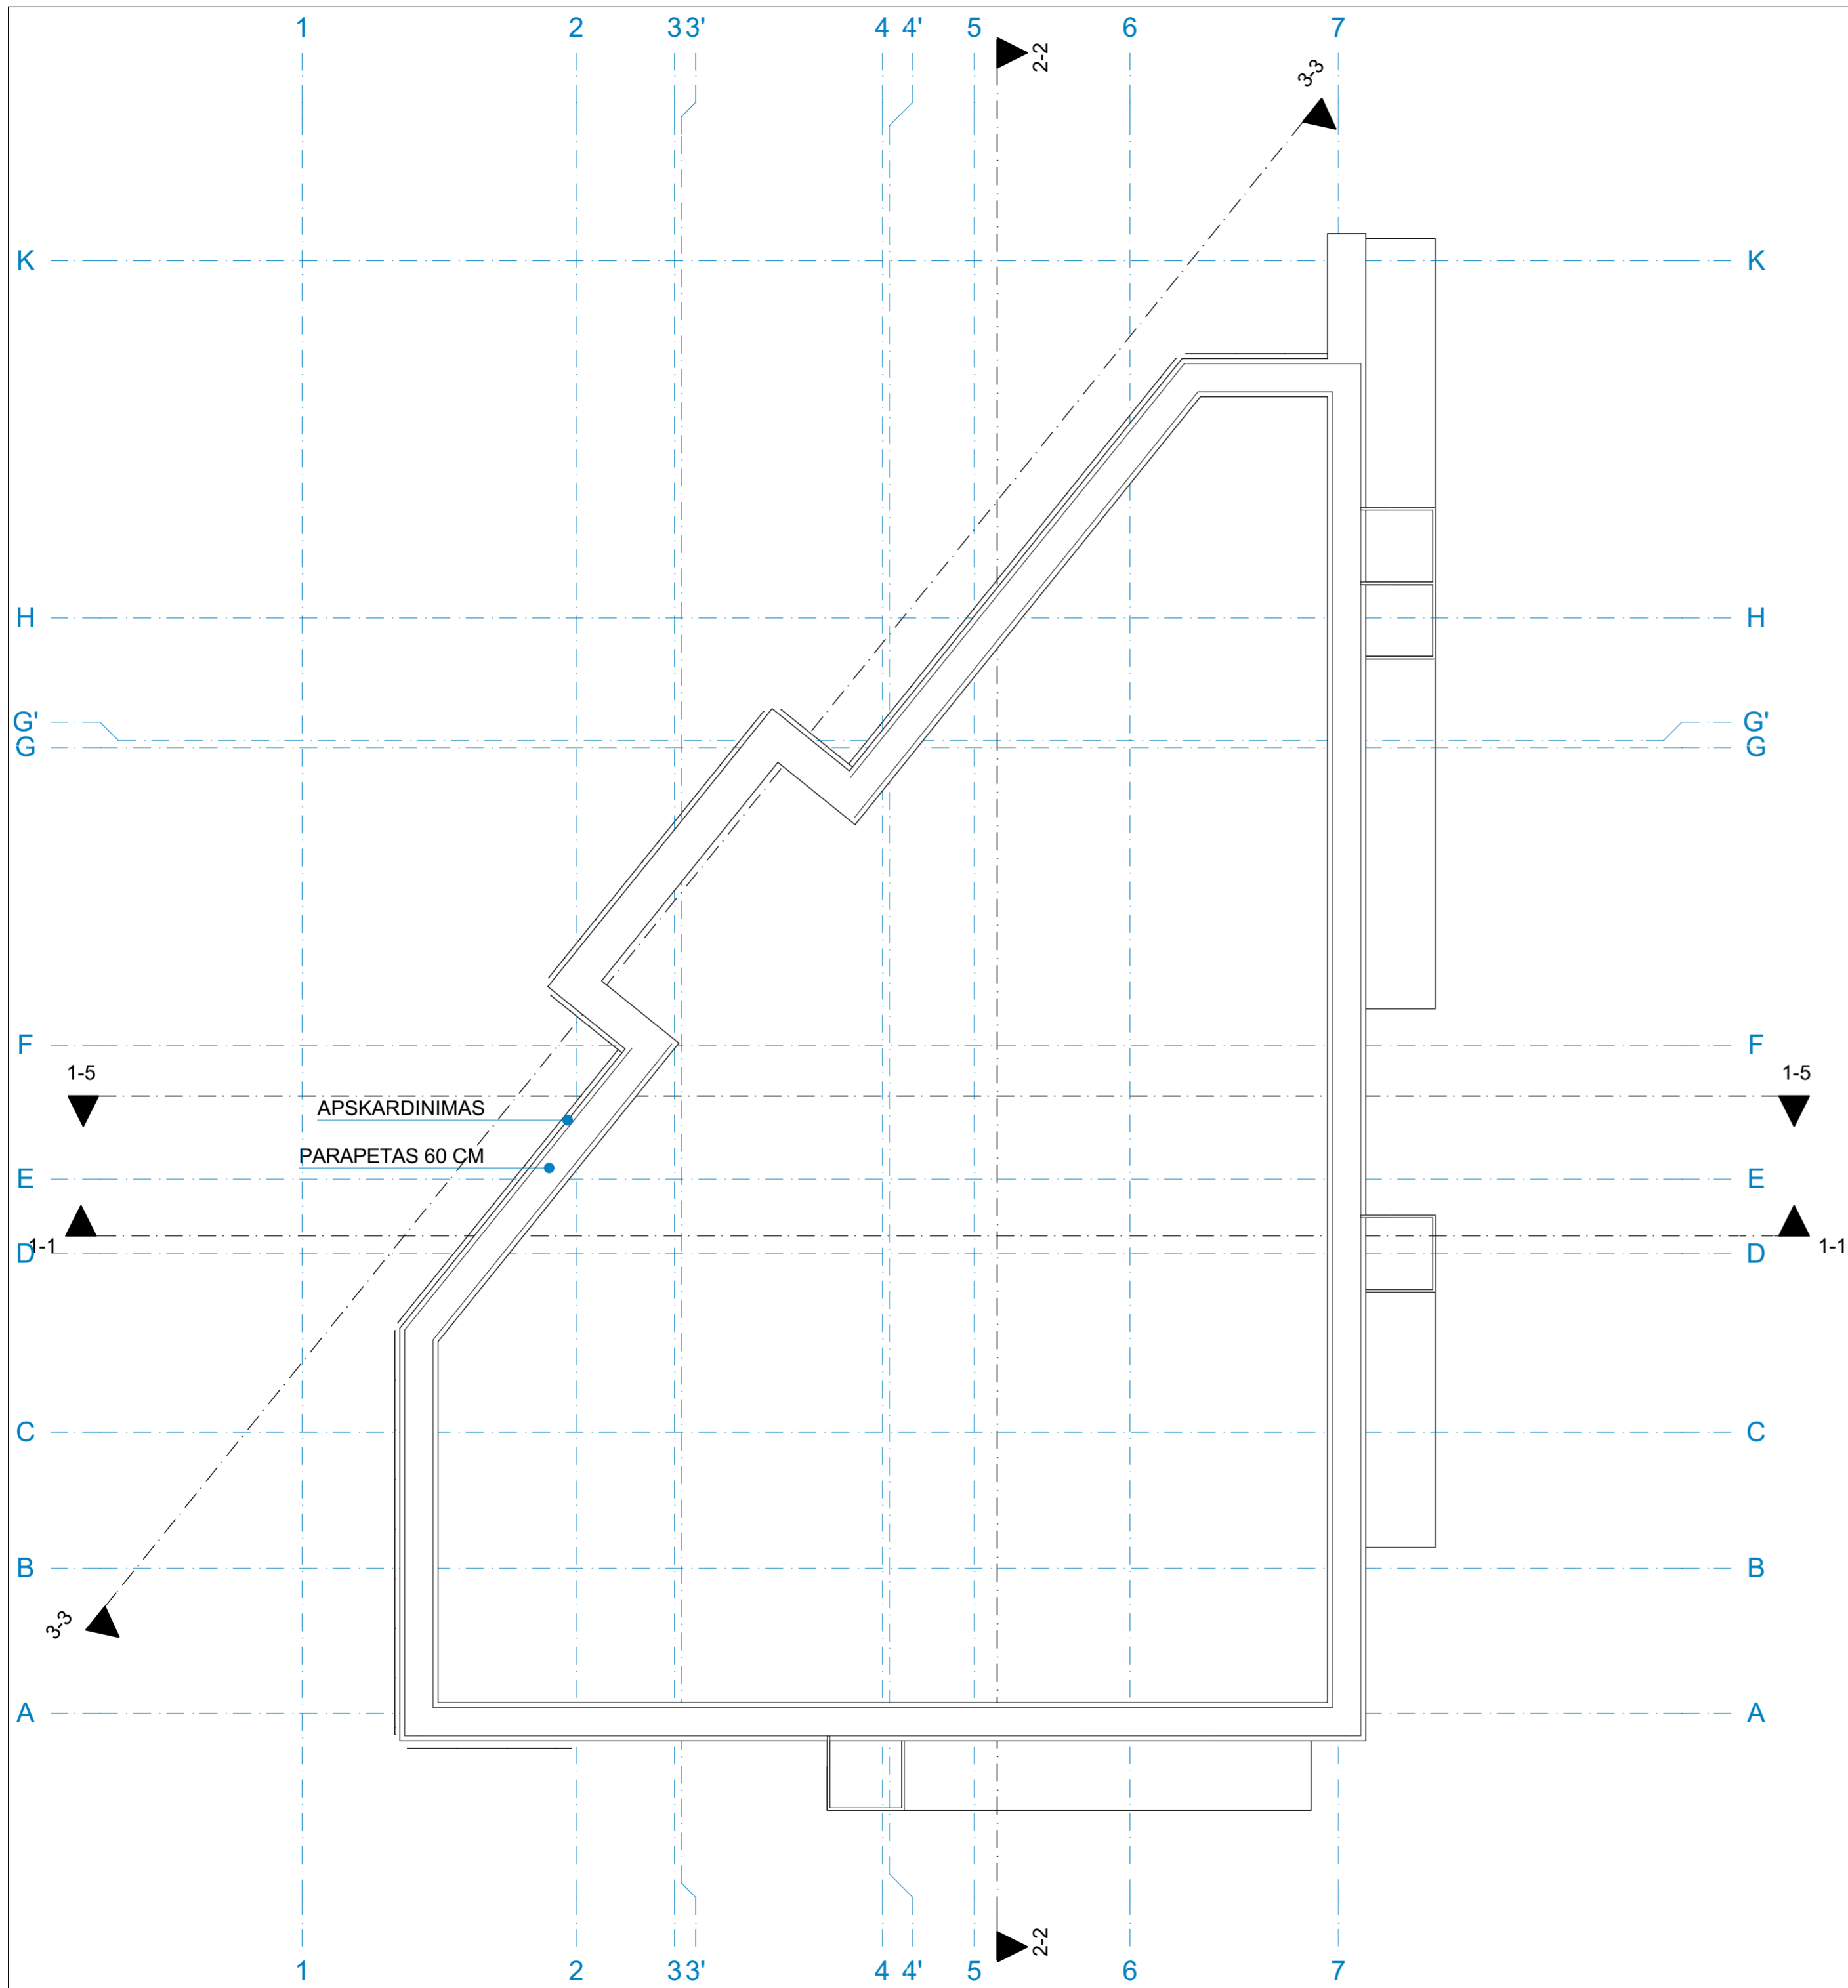 1 2 3 3' 4 4' 5 6 7
2-2
3-3
K K
H H
G' G'
G G
F F
1-5 1-5
APSKARDINIMAS
PARAPETAS 60 CM
E E
1-1 1-1
D D
C C
B B
3-3
A A
2-2
1 2 3 3' 4 4' 5 6 7